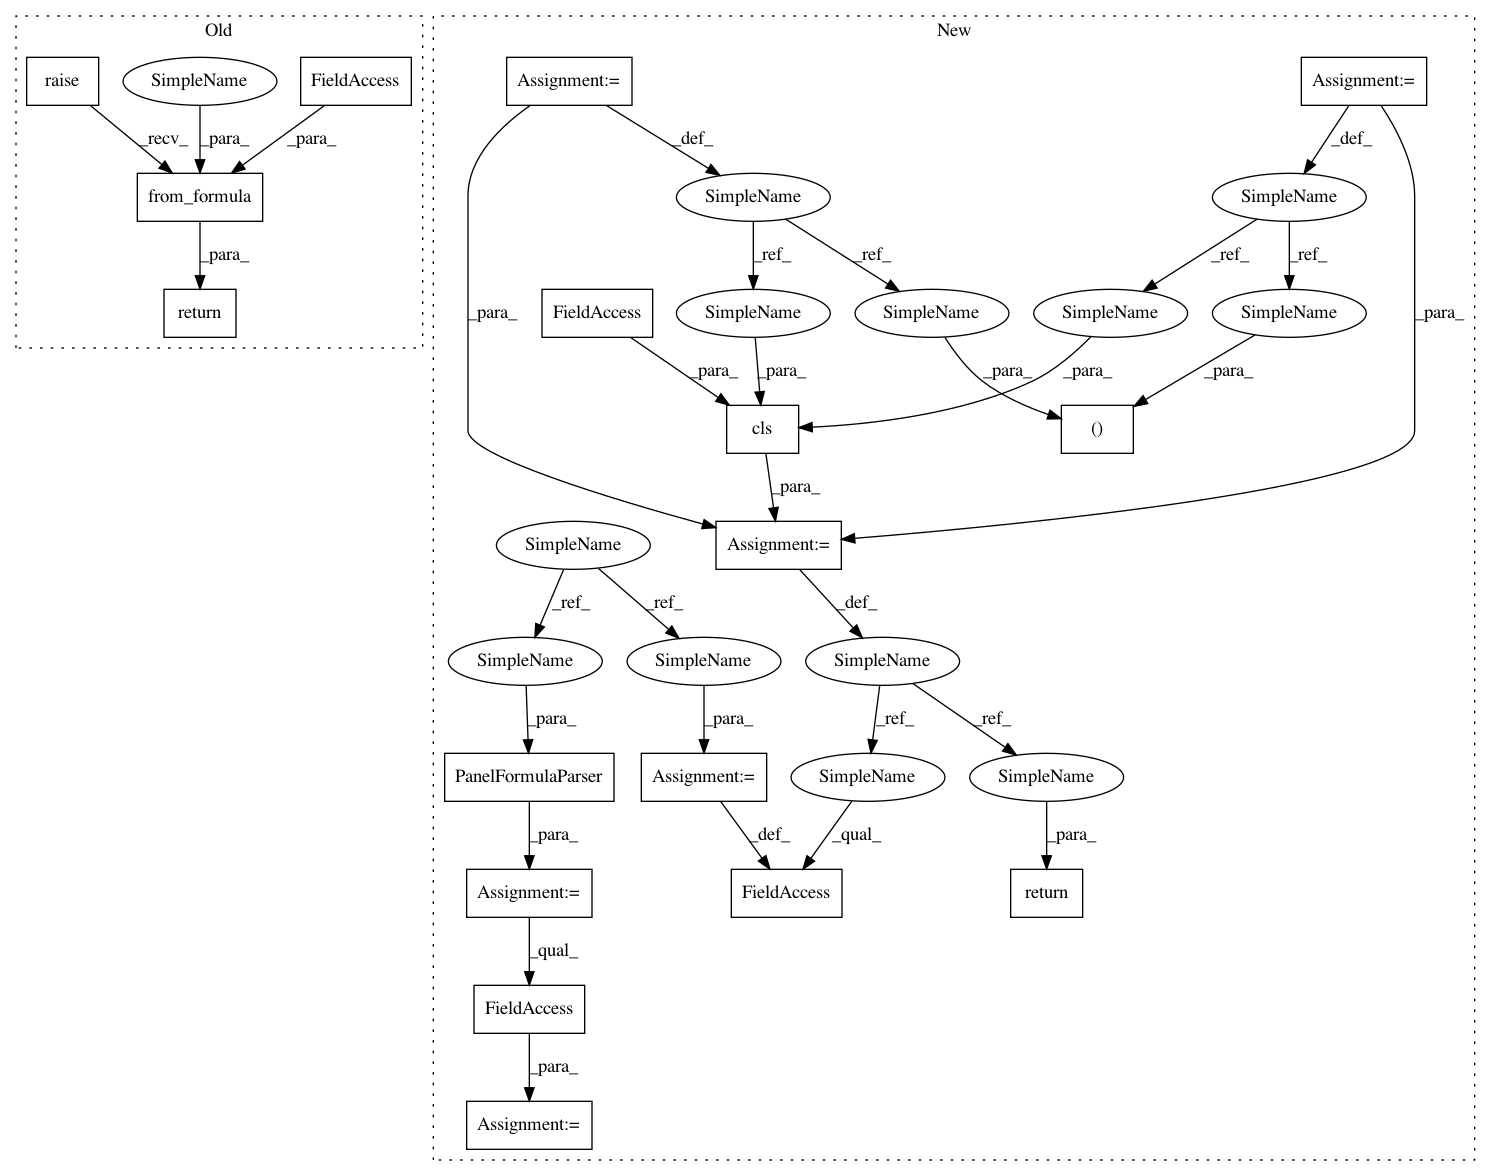 Old
New
raise
SimpleName
FieldAccess
Assignment:=
Assignment:=
_recv_
_para_
_para_
_def_
_def_
from_formula
SimpleName
SimpleName
_para_
_ref_
_ref_
_ref_
_ref_
return
FieldAccess
SimpleName
SimpleName
SimpleName
SimpleName
_para_
_para_
_para_
_para_
_para_
_para_
_para_
cls
()
_para_
SimpleName
Assignment:=
_ref_
_ref_
_def_
SimpleName
SimpleName
SimpleName
_para_
_para_
_ref_
_ref_
PanelFormulaParser
Assignment:=
SimpleName
SimpleName
_para_
_def_
_qual_
_para_
Assignment:=
FieldAccess
return
_qual_
FieldAccess
_para_
Assignment:=